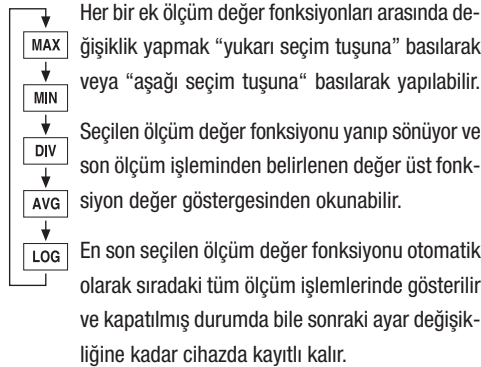 Her bir ek ölçüm değer fonksiyonları arasında de-
ğişiklik yapmak “yukarı seçim tuşuna” basılarak
veya “aşağı seçim tuşuna“ basılarak yapılabilir.
Seçilen ölçüm değer fonksiyonu yanıp sönüyor ve
son ölçüm işleminden belirlenen değer üst fonk-
siyon değer göstergesinden okunabilir.
En son seçilen ölçüm değer fonksiyonu otomatik
olarak sıradaki tüm ölçüm işlemlerinde gösterilir
ve kapatılmış durumda bile sonraki ayar değişik-
liğine kadar cihazda kayıtlı kalır.
MAX
MIN
DIV
AVG
LOG